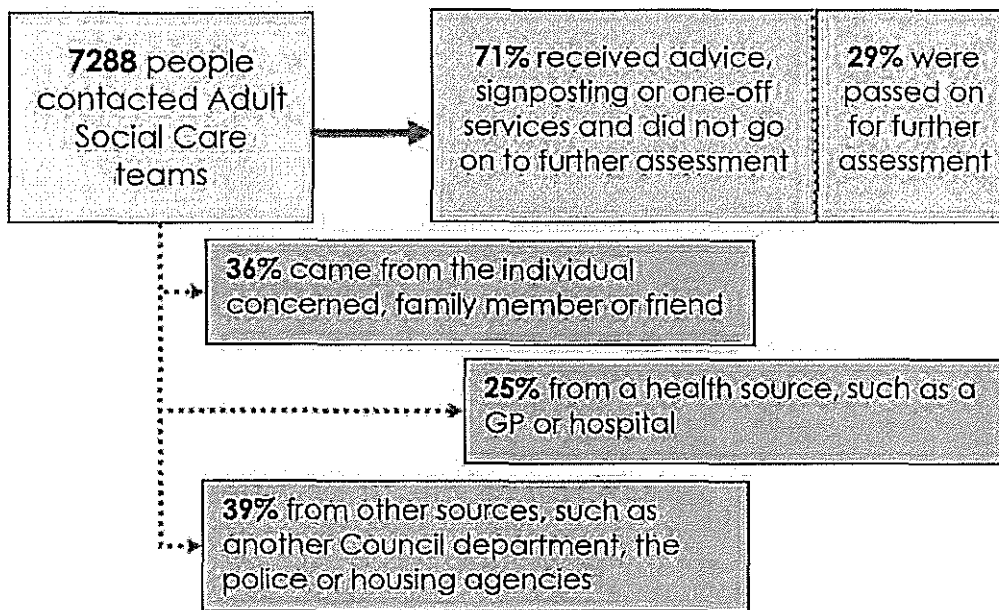 7288 people
contacted Adult
Social Care
teams
71% received advice,
signposting or one-off
services and did not go
on to further assessment
29% were
passed on
for further
assessment
36% came from the individual
concerned, family member or friend
25% from a health source, such as a
GP or hospital
39% from other sources, such as
another Council department, the
police or housing agencies